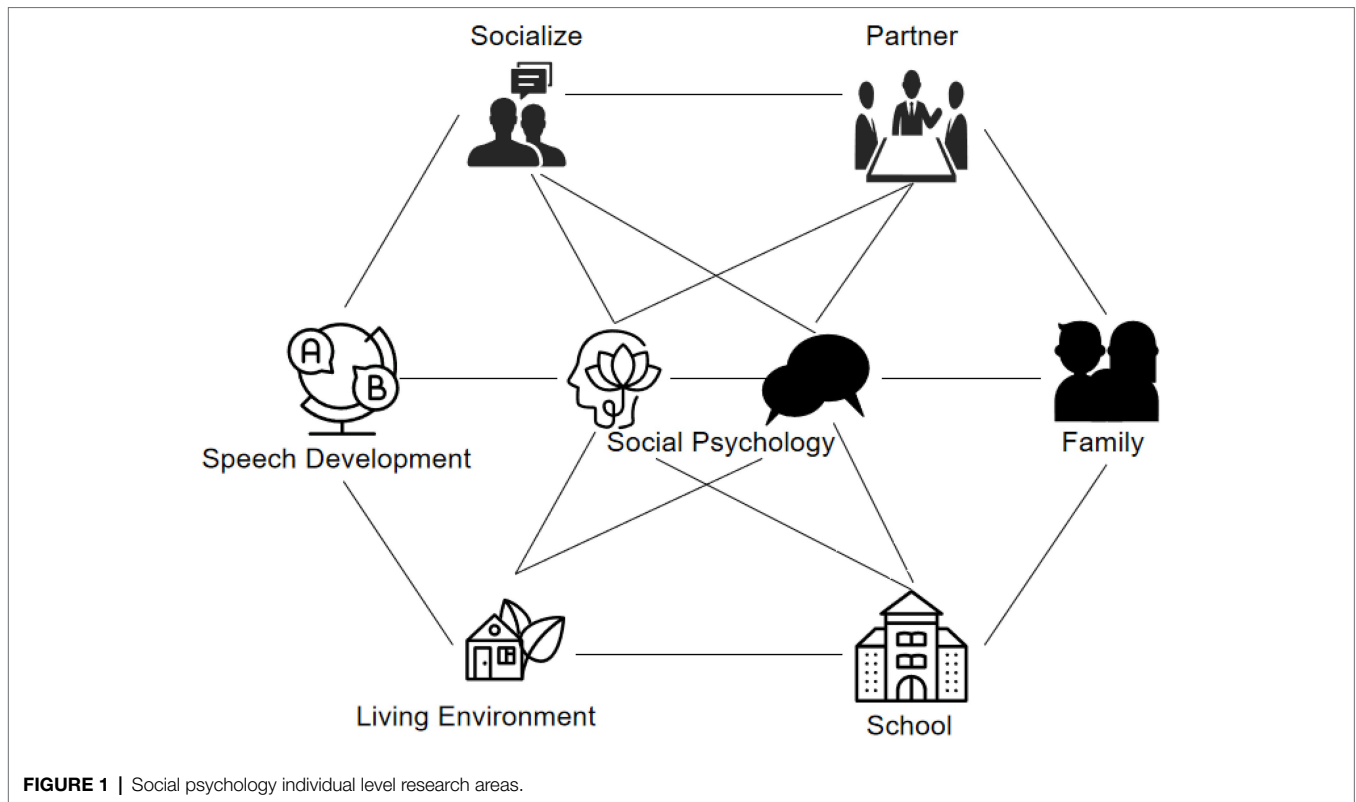 Socialize
Partner
A
B
Speech Development
Social Psychology
Family
Living Environment
School
FIGURE 1 | Social psychology individual level research areas.